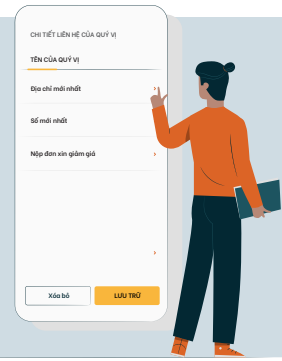 CHI TIẾT LIÊN HỆ CỦA QUÝ VỊ
TÊN CỦA QUÝ VỊ
Địa chỉ mới nhất
Số mới nhất
Nộp đơn xin giảm giá
Xóa bỏ
LƯU TRỮ